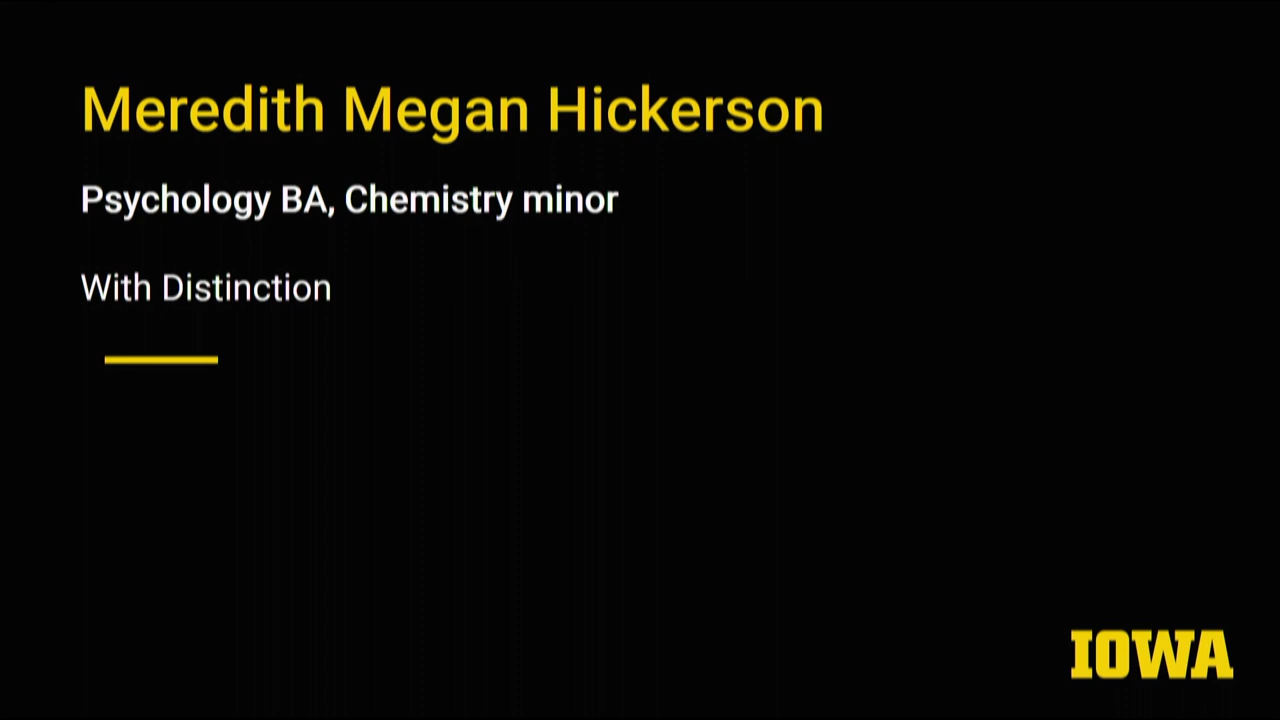 Meredith Megan Hickerson
Psychology BA, Chemistry minor
With Distinction
IOWA